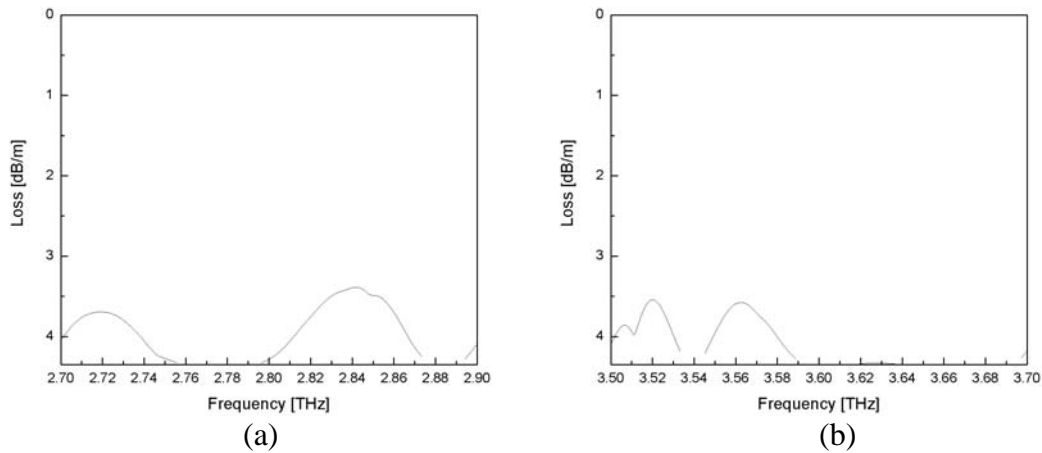 0
1
2
3
4
Loss [dB/m]
2.70 2.72 2.74 2.76 2.78 2.80 2.82 2.84 2.86 2.88 2.90
Frequency [THz]
(a)
0
1
2
3
4
Loss [dB/m]
3.50 3.52 3.54 3.56 3.58 3.60 3.62 3.64 3.66 3.68 3.70
Frequency [THz]
(b)